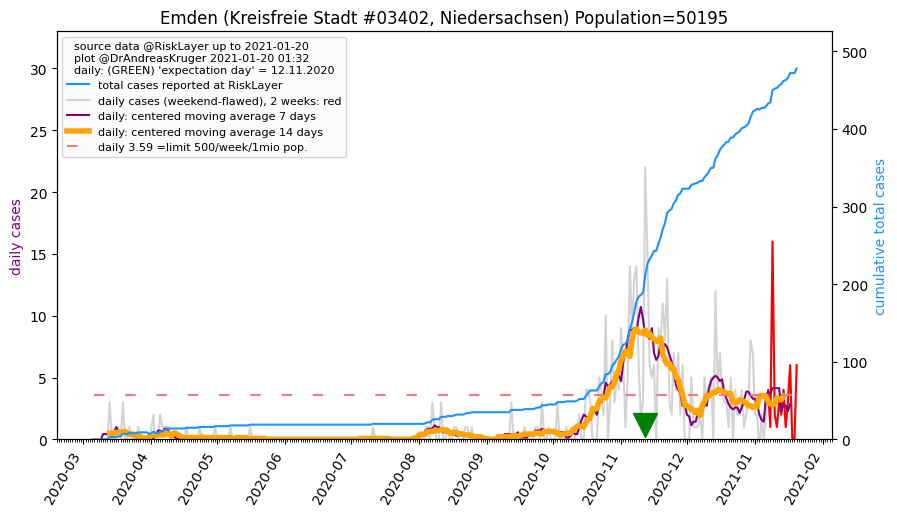 Emden (Kreisfreie Stadt #03402, Niedersachsen) Population=50195
source data @RiskLayer up to 2021-01-20
plot @DrAndreasKruger 2021-01-20 01:32
daily: (GREEN) 'expectation day' = 12.11.2020
total cases reported at RiskLayer
daily cases (weekend-flawed), 2 weeks: red
daily: centered moving average 7 days
daily: centered moving average 14 days
daily 3.59 =limit 500/week/1mio pop.
daily cases
30
25
20
15
10
5
0
cumulative total cases
500
400
300
200
100
0
2020-03
2020-04
2020-05
2020-06
2020-07
2020-08
2020-09
2020-10
2020-11
2020-12
2021-01
2021-02